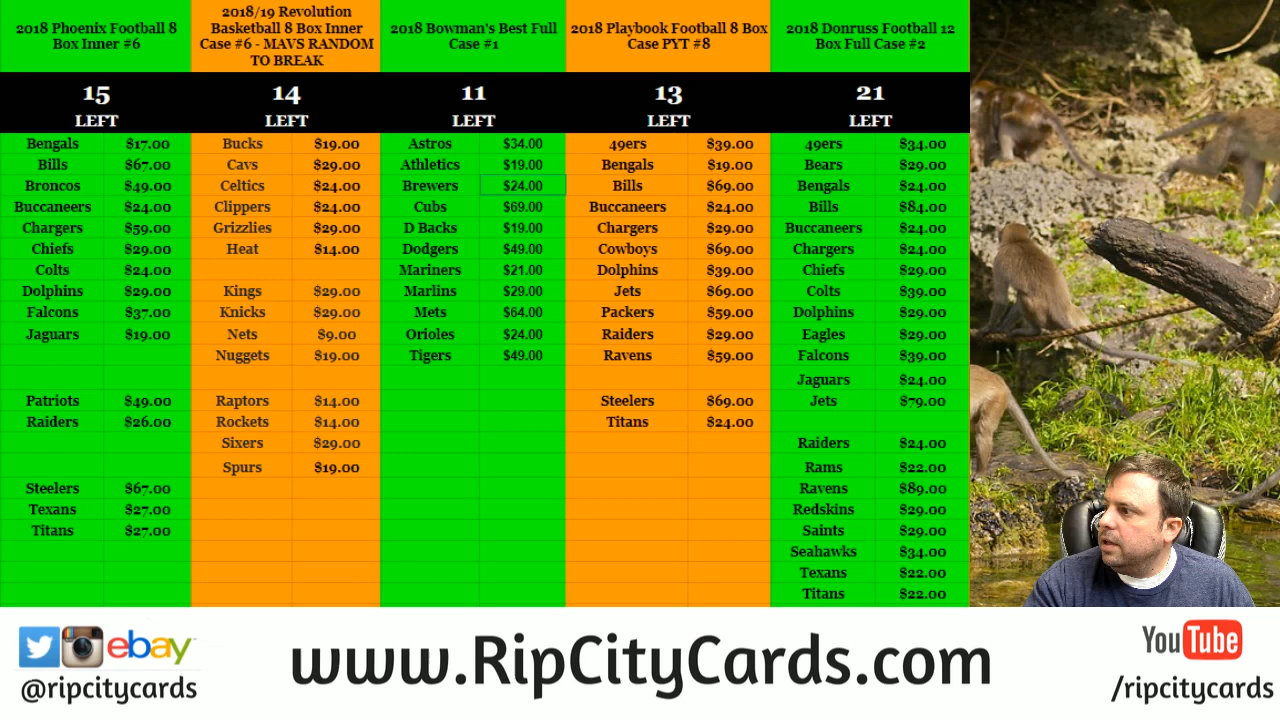 2018 Phoenix Football 8
Box Inner #6
15
LEFT
Bengals $17.00
Bills $67.00
Broncos $49.00
Buccaneers $24.00
Chargers $59.00
Chiefs $29.00
Colts $24.00
Dolphins $29.00
Falcons $37.00
Jaguars $19.00
Patriots $49.00
Raiders $26.00
Steelers $67.00
Texans $27.00
Titans $27.00
2018/19 Revolution
Basketball 8 Box Inner
Case #6 - MAVS RANDOM
TO BREAK
14
LEFT
Bucks $19.00
Cavs $29.00
Celtics $24.00
Clippers $24.00
Grizzlies $29.00
Heat $14.00
Kings $29.00
Knicks $29.00
Nets $9.00
Nuggets $19.00
Raptors $14.00
Rockets $14.00
Sixers $29.00
Spurs $19.00
2018 Bowman's Best Full
Case #1
11
LEFT
Astros $34.00
Athletics $19.00
Brewers $24.00
Cubs $69.00
D Backs $19.00
Dodgers $49.00
Mariners $21.00
Marlins $29.00
Mets $64.00
Orioles $24.00
Tigers $49.00
2018 Playbook Football 8 Box
Case PYT #8
13
LEFT
49ers $39.00
Bengals $19.00
Bills $69.00
Buccaneers $24.00
Chargers $29.00
Cowboys $69.00
Dolphins $39.00
Jets $69.00
Packers $59.00
Raiders $29.00
Ravens $59.00
Steelers $69.00
Titans $24.00
2018 Donruss Football 12
Box Full Case #2
21
LEFT
49ers $34.00
Bears $29.00
Bengals $24.00
Bills $84.00
Buccaneers $24.00
Chargers $24.00
Chiefs $29.00
Colts $39.00
Dolphins $29.00
Eagles $29.00
Falcons $39.00
Jaguars $24.00
Jets $79.00
Raiders $24.00
Rams $22.00
Ravens $89.00
Redskins $29.00
Saints $29.00
Seahawks $34.00
Texans $22.00
Titans $22.00
ebay
@ripcitycards
www.RipCityCards.com
YouTube
/ripcitycards